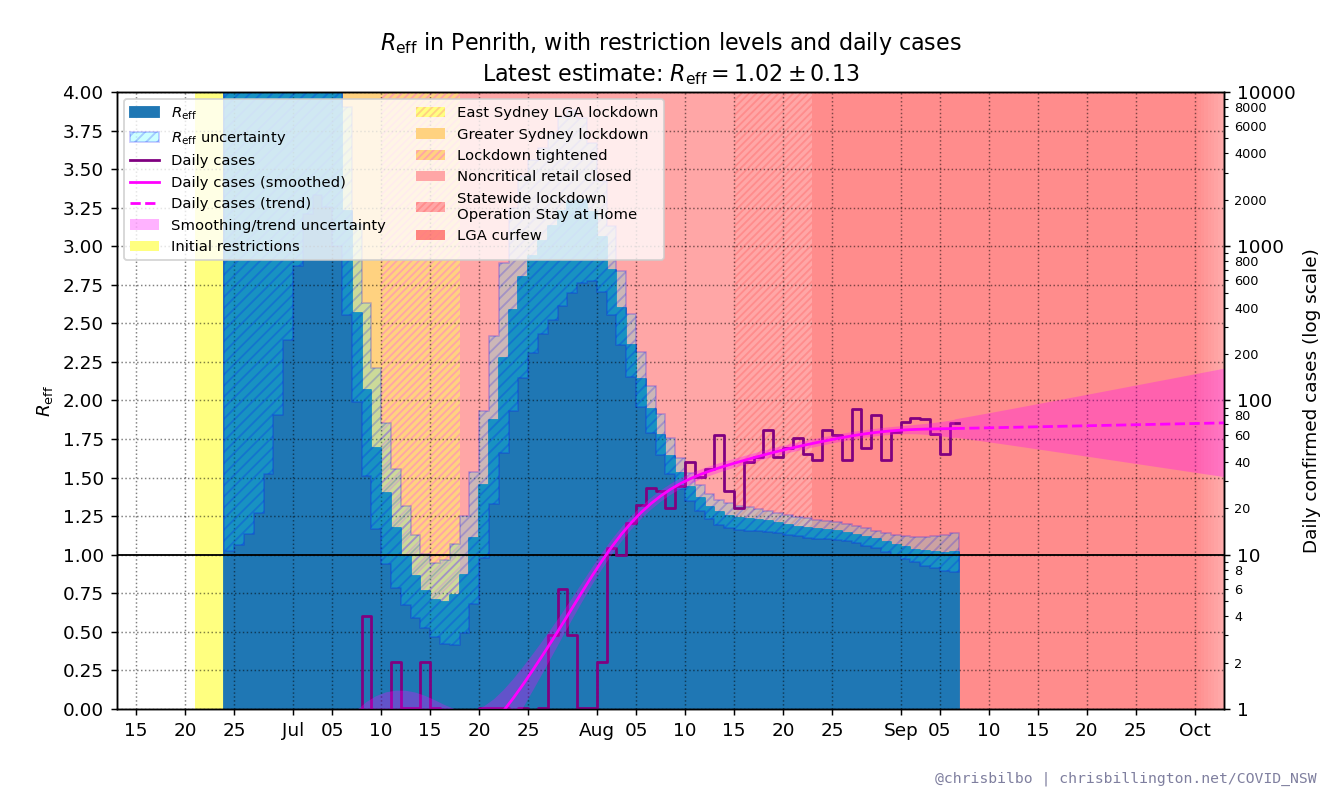 R_eff in Penrith, with restriction levels and daily cases
Latest estimate: R_eff = 1.02 ± 0.13
R_eff
R_eff uncertainty
Daily cases
Daily cases (smoothed)
Daily cases (trend)
Smoothing/trend uncertainty
Initial restrictions
East Sydney LGA lockdown
Greater Sydney lockdown
Lockdown tightened
Noncritical retail closed
Statewide lockdown
Operation Stay at Home
LGA curfew
R_eff
4.00
3.75
3.50
3.25
3.00
2.75
2.50
2.25
2.00
1.75
1.50
1.25
1.00
0.75
0.50
0.25
0.00
10000
8000
6000
4000
2000
1000
800
600
400
200
100
80
60
40
20
10
8
6
4
2
1
Daily confirmed cases (log scale)
15 20 25 Jul 05 10 15 20 25 Aug 05 10 15 20 25 Sep 05 10 15 20 25 Oct
@chrisbilbo | chrisbillington.net/COVID_NSW